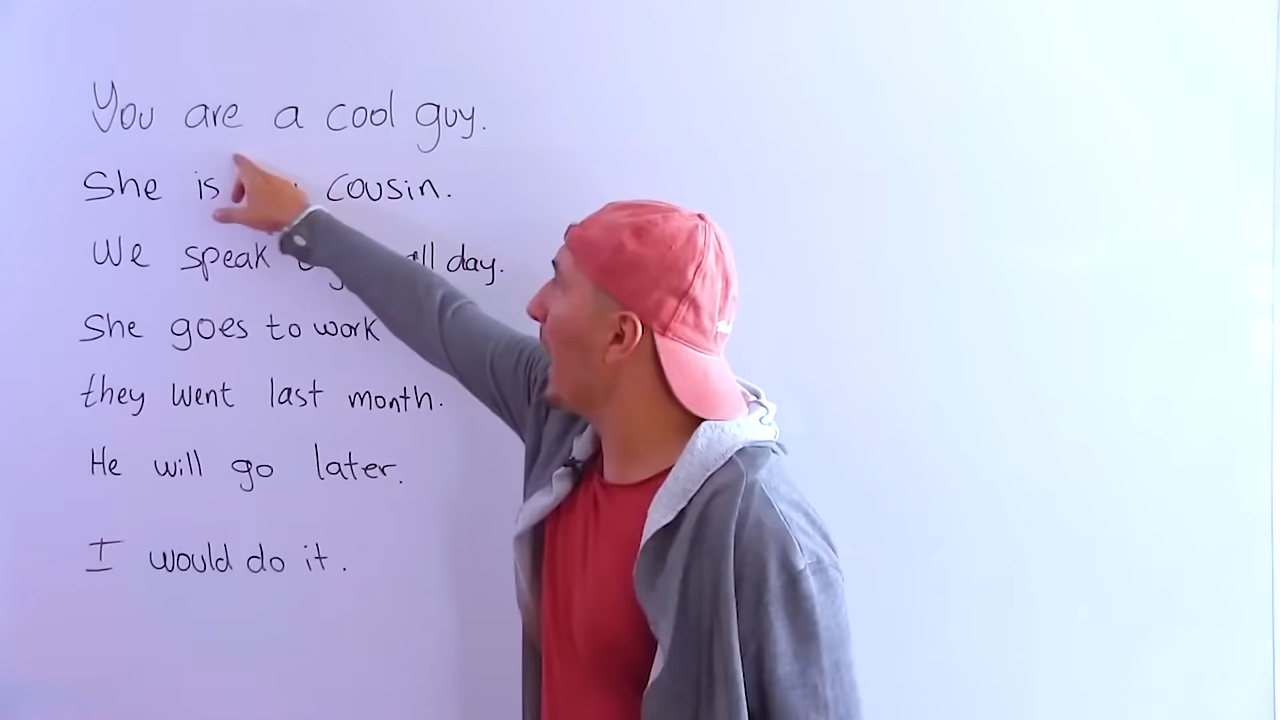 You are a cool guy.
She is cousin.
We speak all day.
She goes to work
they went last month.
He will go later.
I would do it.